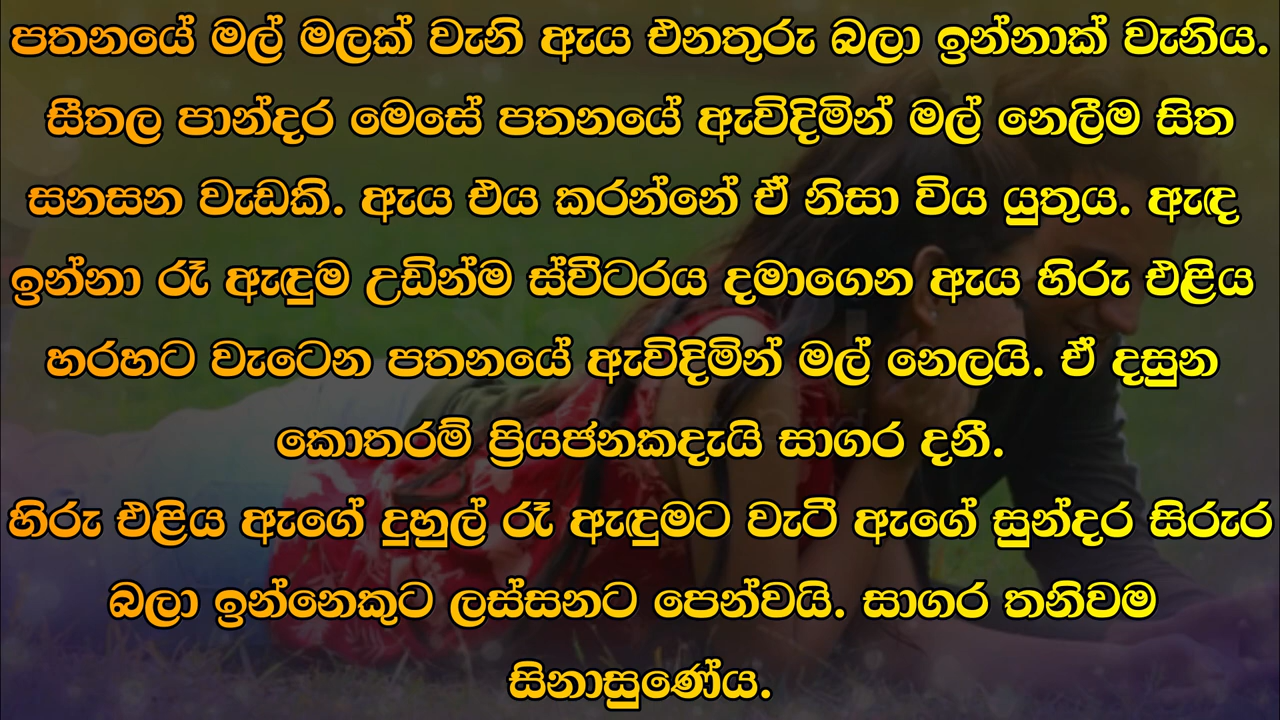 පතනයේ මල් මලක් වැනි ඇය එනතුරු බලා ඉන්නාක් වැනිය.
සීතල පාන්දර මෙසේ පතනයේ ඇවිදිමින් මල් නෙලීම සිත
සනසන වැඩකි. ඇය එය කරන්නේ ඒ නිසා විය යුතුය. ඇඳ
ඉන්නා රෑ ඇඳුම උඩින්ම ස්වීටරය දමාගෙන ඇය හිරු එළිය
හරහට වැටෙන පතනයේ ඇවිදිමින් මල් නෙලයි. ඒ දසුන
කොතරම් ප්‍රියජනකදැයි සාගර දනී.
හිරු එළිය ඇගේ දුහුල් රෑ ඇඳුමට වැටී ඇගේ සුන්දර සිරුර
බලා ඉන්නෙකුට ලස්සනට පෙන්වයි. සාගර තනිවම
සිනාසුණේය.